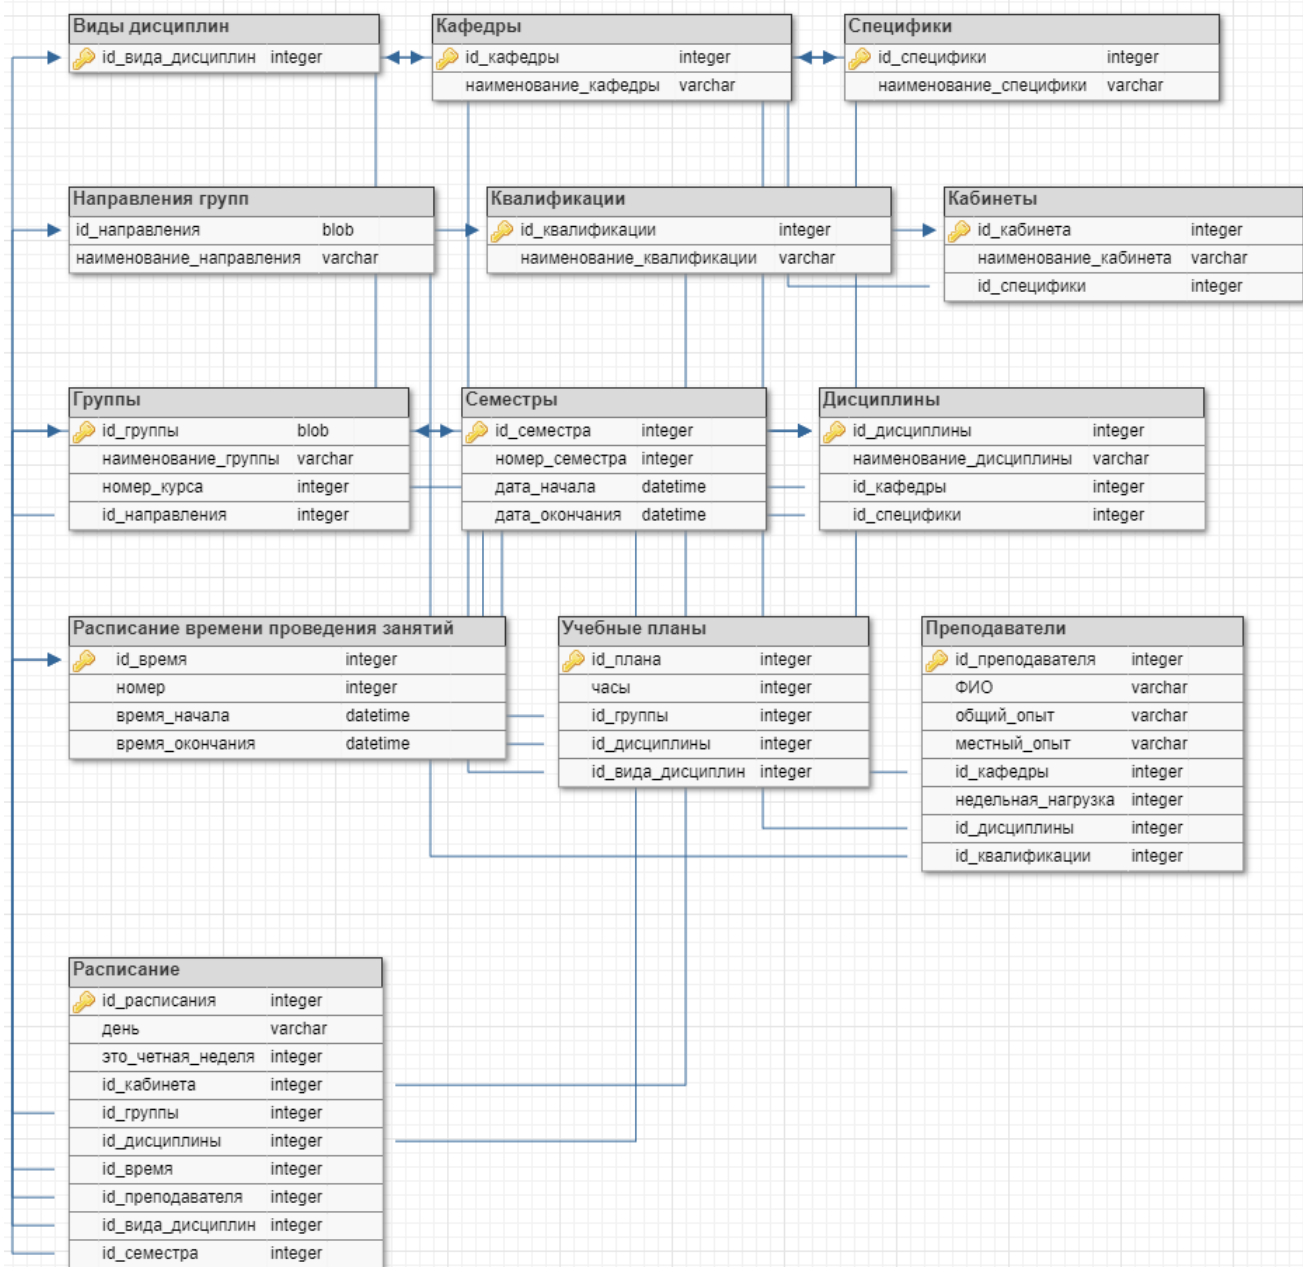 Виды дисциплин
id_вида_дисциплин integer
Кафедры
id_кафедры integer
наименование_кафедры varchar
Специфики
id_специфики integer
наименование_специфики varchar
Направления групп
id_направления blob
наименование_направления varchar
Квалификации
id_квалификации integer
наименование_квалификации varchar
Кабинеты
id_кабинета integer
наименование_кабинета varchar
id_специфики integer
Группы
id_группы blob
наименование_группы varchar
номер_курса integer
id_направления integer
Семестры
id_семестра integer
номер_семестра integer
дата_начала datetime
дата_окончания datetime
Дисциплины
id_дисциплины integer
наименование_дисциплины varchar
id_кафедры integer
id_специфики integer
Расписание времени проведения занятий
id_время integer
номер integer
время_начала datetime
время_окончания datetime
Учебные планы
id_плана integer
часы integer
id_группы integer
id_дисциплины integer
id_вида_дисциплин integer
Преподаватели
id_преподавателя integer
ФИО varchar
общий_опыт varchar
местный_опыт varchar
id_кафедры integer
недельная_нагрузка integer
id_дисциплины integer
id_квалификации integer
Расписание
id_расписания integer
день varchar
это_четная_неделя integer
id_кабинета integer
id_группы integer
id_дисциплины integer
id_время integer
id_преподавателя integer
id_вида_дисциплин integer
id_семестра integer